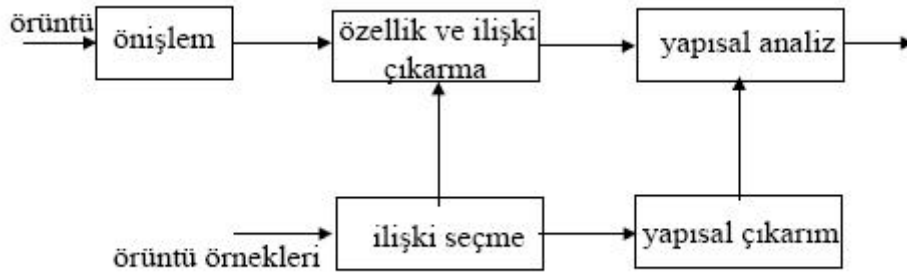 örüntü
önişlem
özellik ve ilişki
çıkarma
yapısal analiz
örüntü örnekleri
ilişki seçme
yapısal çıkarım